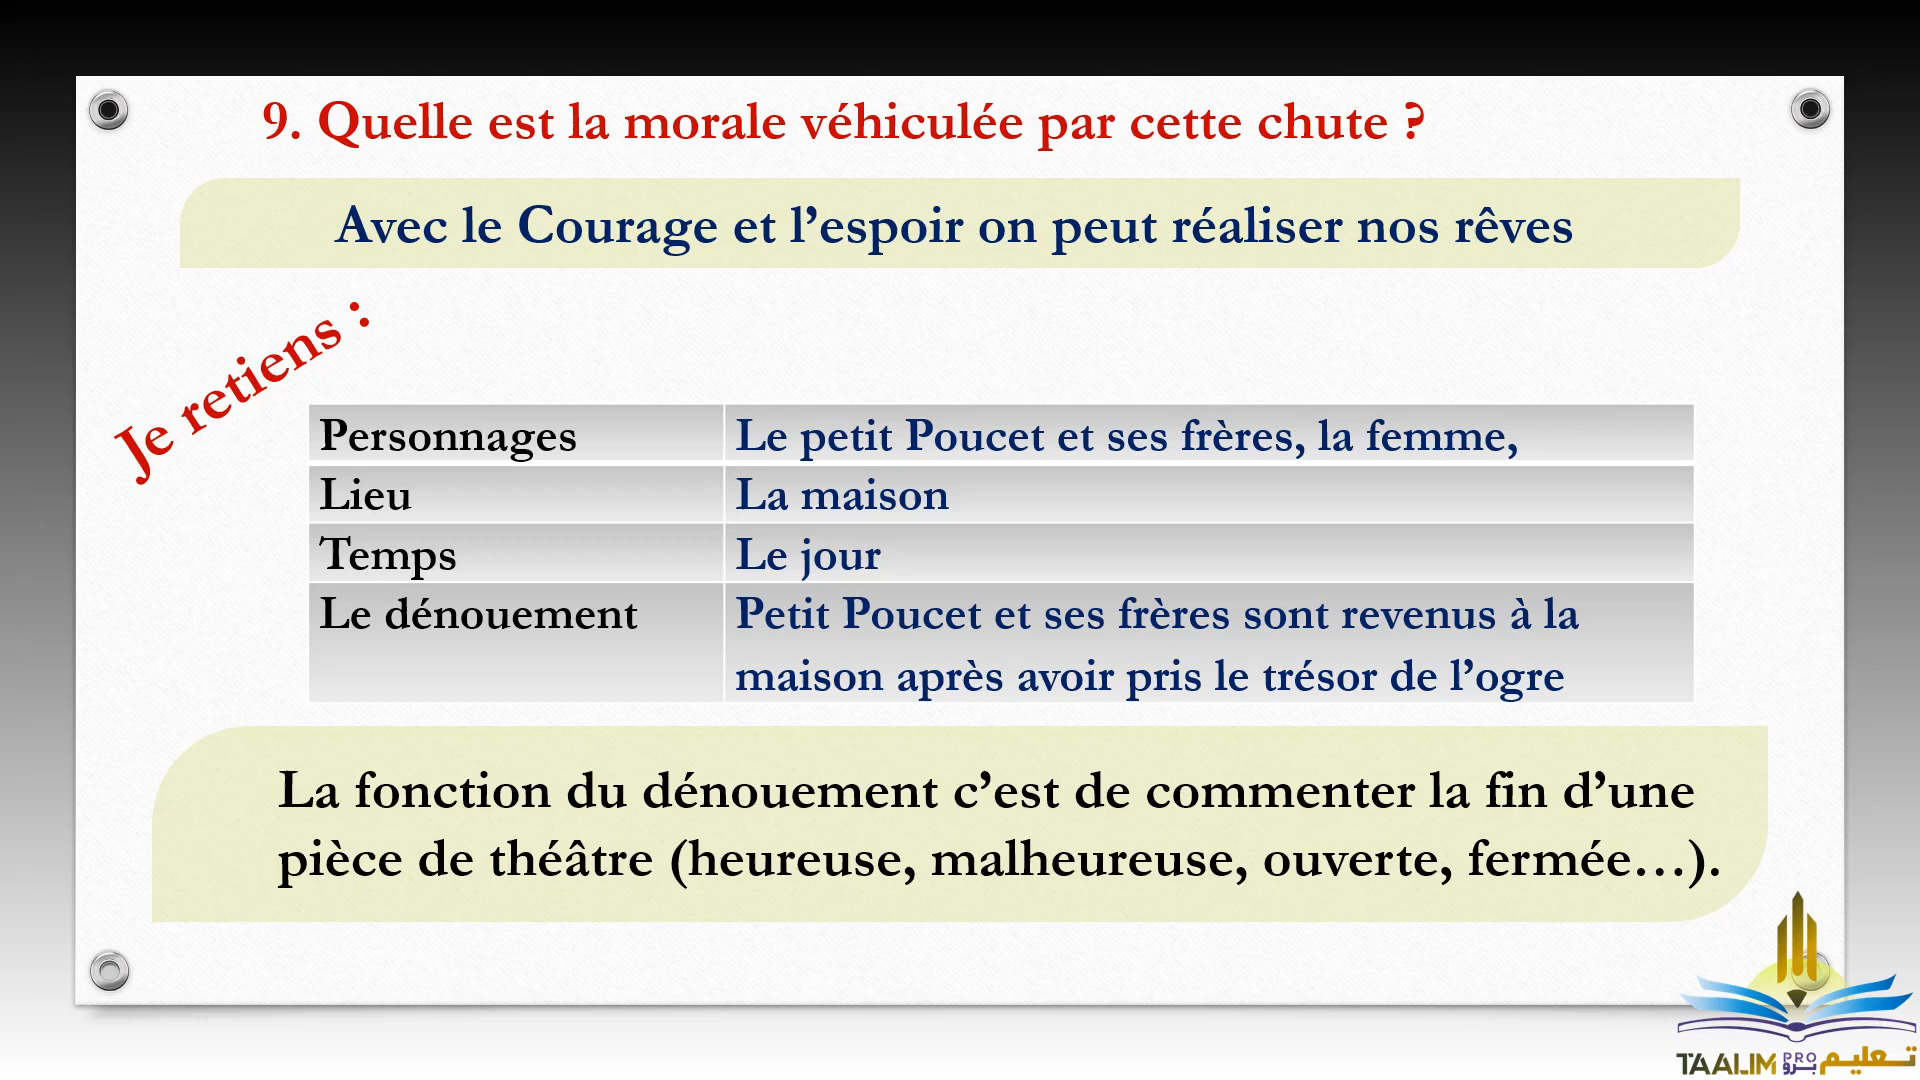 9. Quelle est la morale véhiculée par cette chute ?
Avec le Courage et l’espoir on peut réaliser nos rêves
Je retiens :
Personnages Le petit Poucet et ses frères, la femme,
Lieu La maison
Temps Le jour
Le dénouement Petit Poucet et ses frères sont revenus à la
maison après avoir pris le trésor de l’ogre
La fonction du dénouement c’est de commenter la fin d’une
pièce de théâtre (heureuse, malheureuse, ouverte, fermée…).
TAALIM PRO برو تعليم